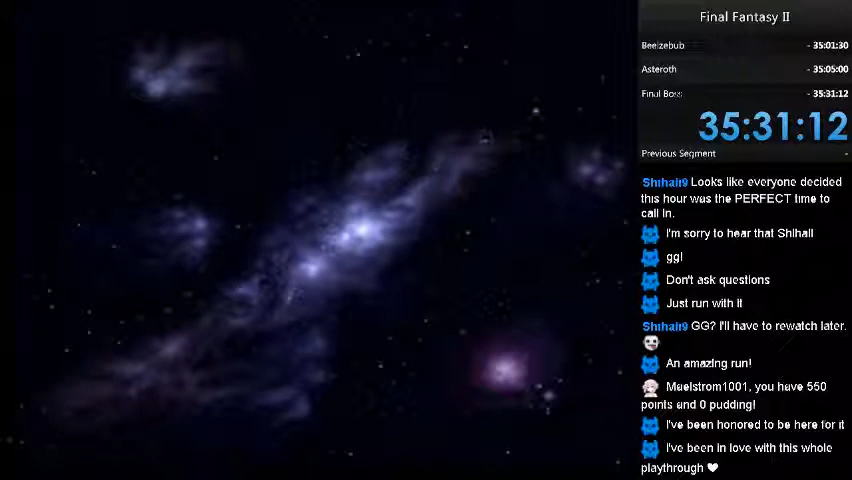 Final Fantasy II
Beelzebub - 35:01:30
Asteroth - 35:05:00
Final Boss - 35:31:12
35:31:12
Previous Segment -
Shihali9 Looks like everyone decided
this hour was the PERFECT time to
call in.
I'm sorry to hear that Shihali
gg!
Don't ask questions
Just run with it
Shihali9 GG? I'll have to rewatch later.
An amazing run!
Maelstrom1001, you have 550
points and 0 pudding!
I've been honored to be here for it
I've been in love with this whole
playthrough ❤